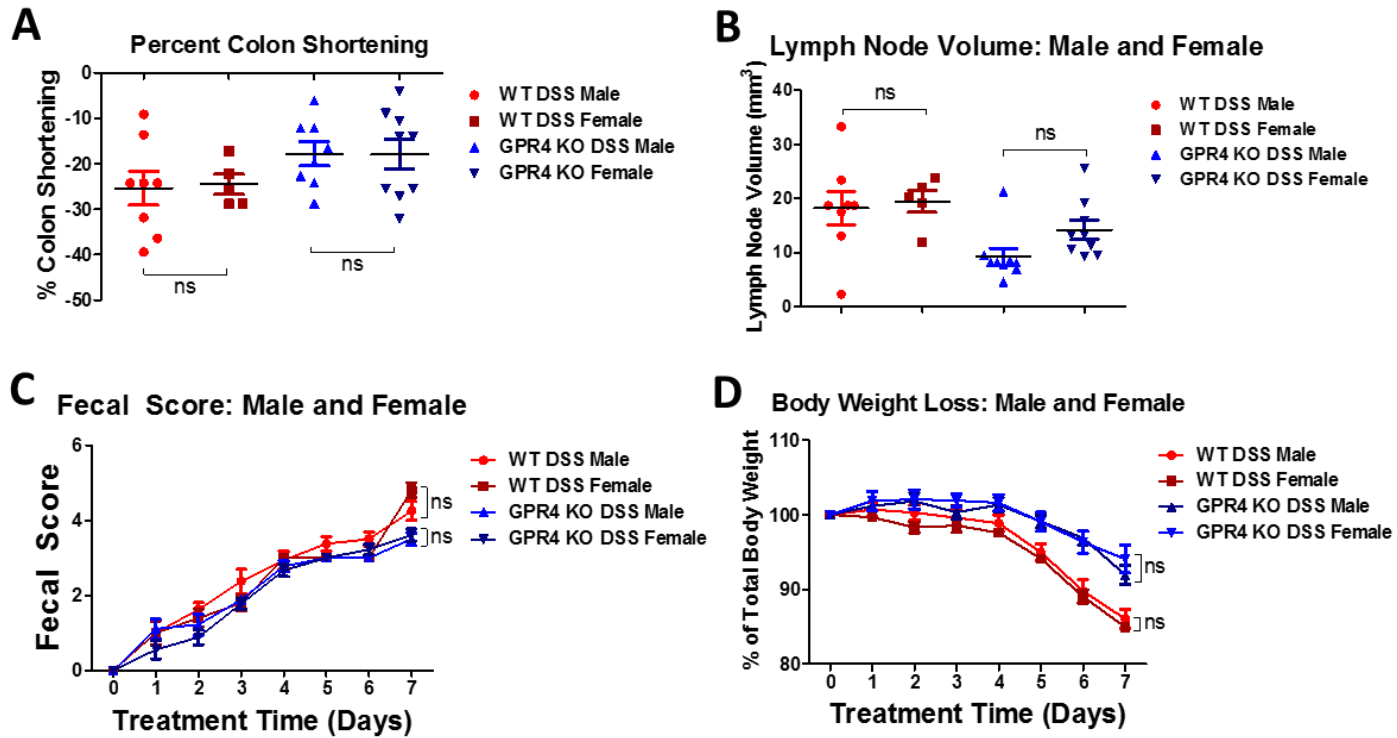 A
Percent Colon Shortening
% Colon Shortening
0
-10
-20
-30
-40
-50
ns
ns
WT DSS Male
WT DSS Female
GPR4 KO DSS Male
GPR4 KO Female
B
Lymph Node Volume: Male and Female
Lymph Node Volume (mm³)
40
30
20
10
0
ns
ns
WT DSS Male
WT DSS Female
GPR4 KO DSS Male
GPR4 KO DSS Female
C
Fecal Score: Male and Female
Fecal Score
6
4
2
0
0 1 2 3 4 5 6 7
Treatment Time (Days)
ns
ns
WT DSS Male
WT DSS Female
GPR4 KO DSS Male
GPR4 KO DSS Female
D
Body Weight Loss: Male and Female
% of Total Body Weight
110
100
90
80
0 1 2 3 4 5 6 7
Treatment Time (Days)
ns
ns
WT DSS Male
WT DSS Female
GPR4 KO DSS Male
GPR4 KO DSS Female